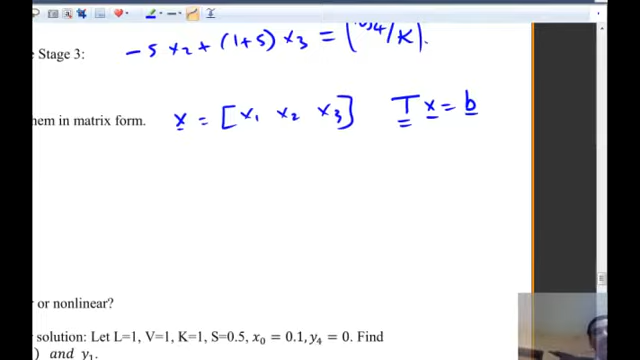 e Stage 3: -5 x2 + (1+S) x3 = (
hem in matrix form. x = [x1 x2 x3] T x = b
r or nonlinear?
r solution: Let L=1, V=1, K=1, S=0.5, x₀ = 0.1, y₄ = 0. Find
) and y₁.